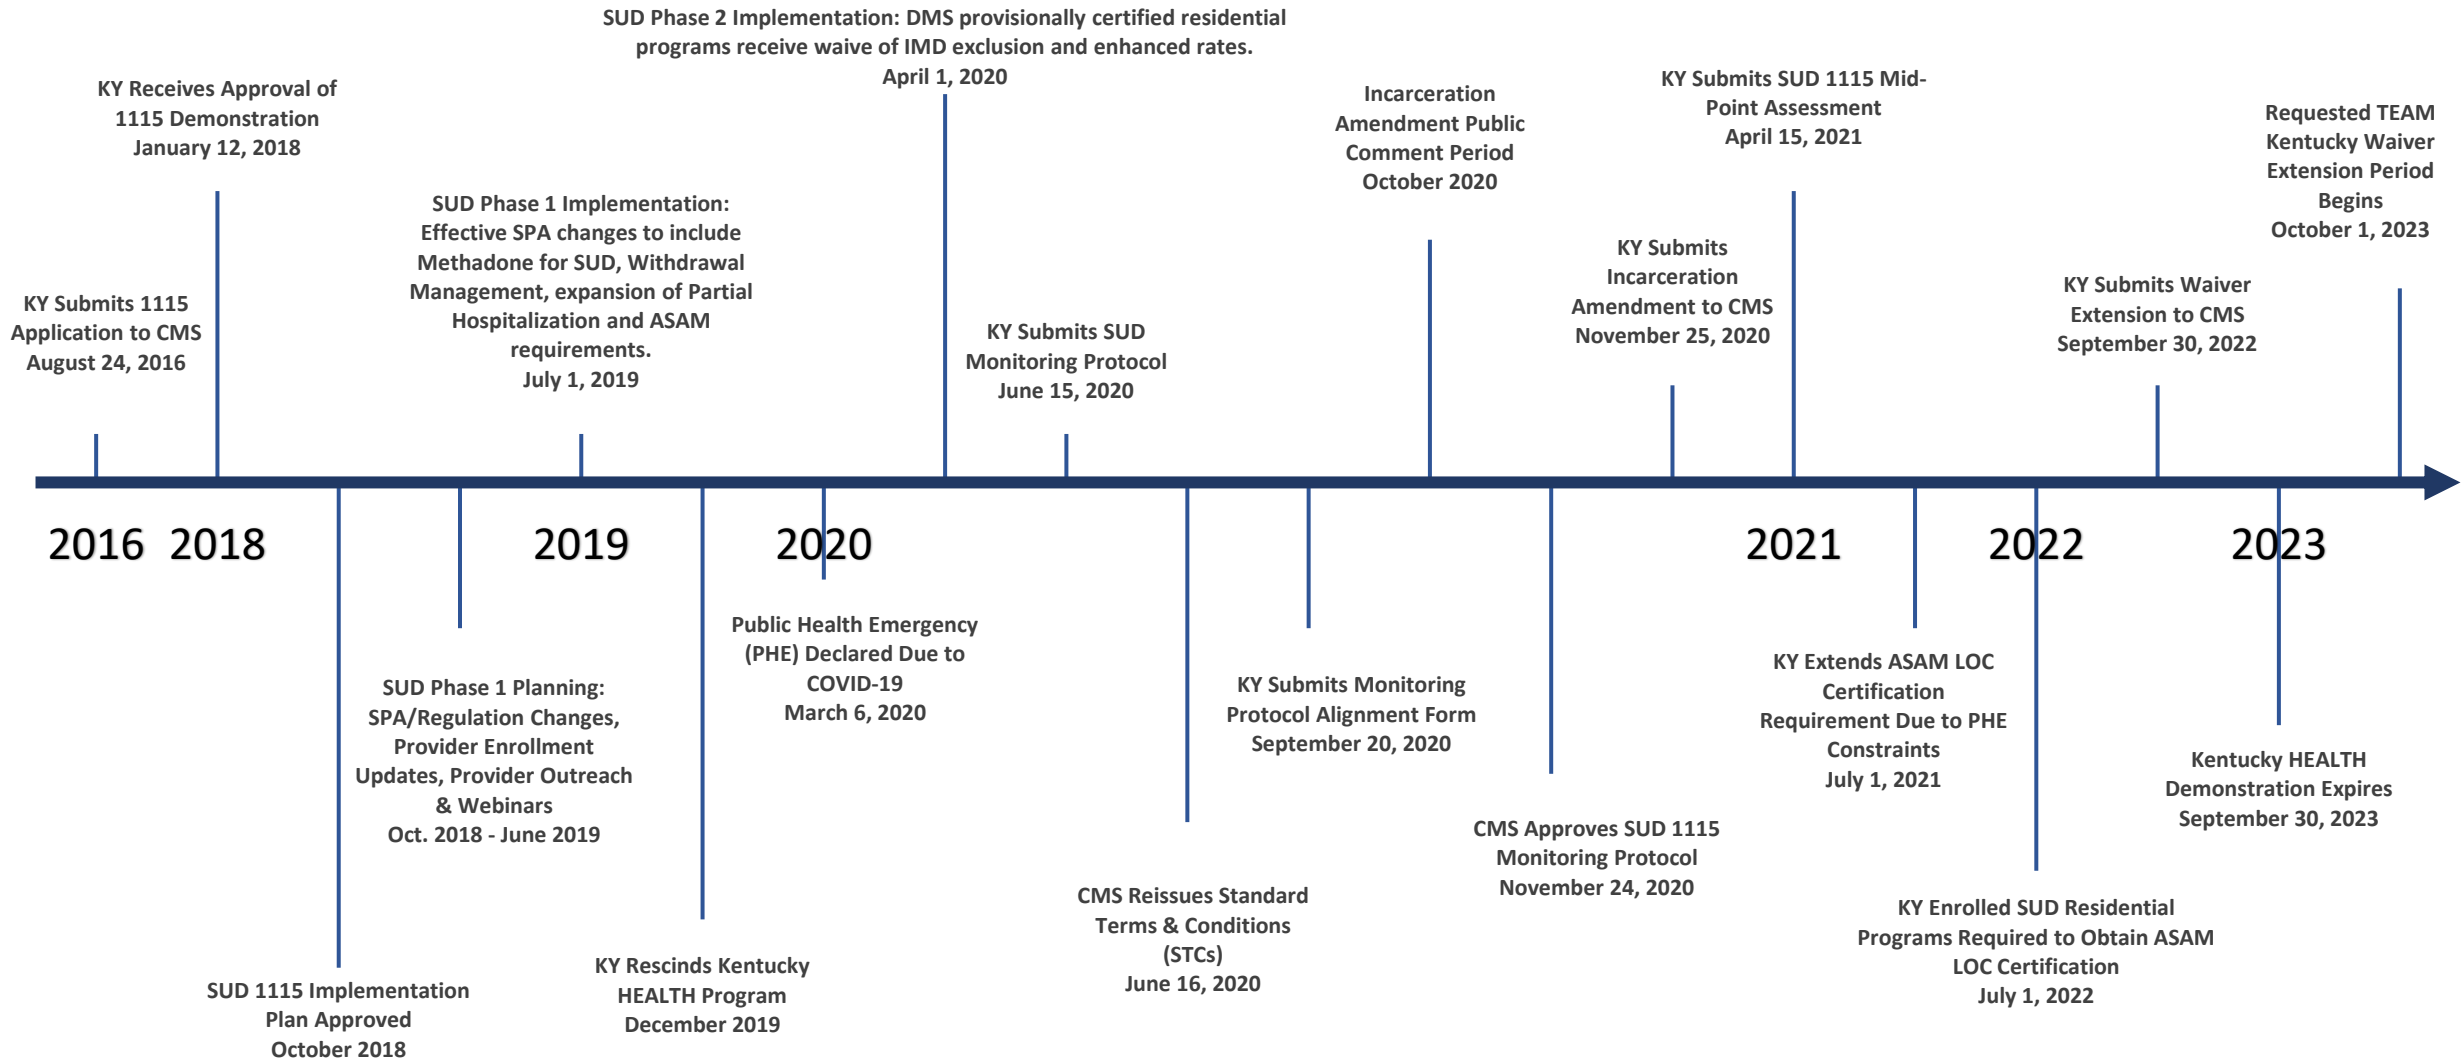 SUD Phase 2 Implementation: DMS provisionally certified residential
programs receive waive of IMD exclusion and enhanced rates.
April 1, 2020
KY Receives Approval of
1115 Demonstration
January 12, 2018
Incarceration
Amendment Public
Comment Period
October 2020
KY Submits SUD 1115 Mid-
Point Assessment
April 15, 2021
Requested TEAM
Kentucky Waiver
Extension Period
Begins
October 1, 2023
SUD Phase 1 Implementation:
Effective SPA changes to include
Methadone for SUD, Withdrawal
Management, expansion of Partial
Hospitalization and ASAM
requirements.
July 1, 2019
KY Submits 1115
Application to CMS
August 24, 2016
KY Submits SUD
Monitoring Protocol
June 15, 2020
KY Submits
Incarceration
Amendment to CMS
November 25, 2020
KY Submits Waiver
Extension to CMS
September 30, 2022
2016
2018
2019
2020
2021
2022
2023
SUD Phase 1 Planning:
SPA/Regulation Changes,
Provider Enrollment
Updates, Provider Outreach
& Webinars
Oct. 2018 - June 2019
Public Health Emergency
(PHE) Declared Due to
COVID-19
March 6, 2020
KY Submits Monitoring
Protocol Alignment Form
September 20, 2020
KY Extends ASAM LOC
Certification
Requirement Due to PHE
Constraints
July 1, 2021
Kentucky HEALTH
Demonstration Expires
September 30, 2023
SUD 1115 Implementation
Plan Approved
October 2018
KY Rescinds Kentucky
HEALTH Program
December 2019
CMS Reissues Standard
Terms & Conditions
(STCs)
June 16, 2020
CMS Approves SUD 1115
Monitoring Protocol
November 24, 2020
KY Enrolled SUD Residential
Programs Required to Obtain ASAM
LOC Certification
July 1, 2022